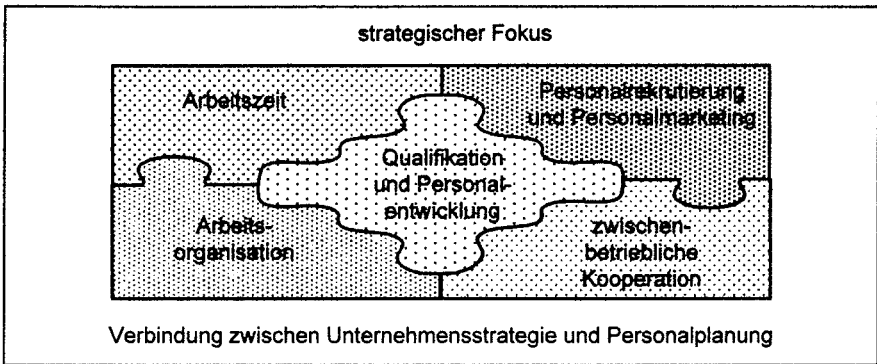 strategischer Fokus
Arbeitszeit
Personalrekrutierung
und Personalmarketing
Qualifikation
und Personal-
entwicklung
Arbeits-
organisation
zwischen-
betriebliche
Kooperation
Verbindung zwischen Unternehmensstrategie und Personalplanung